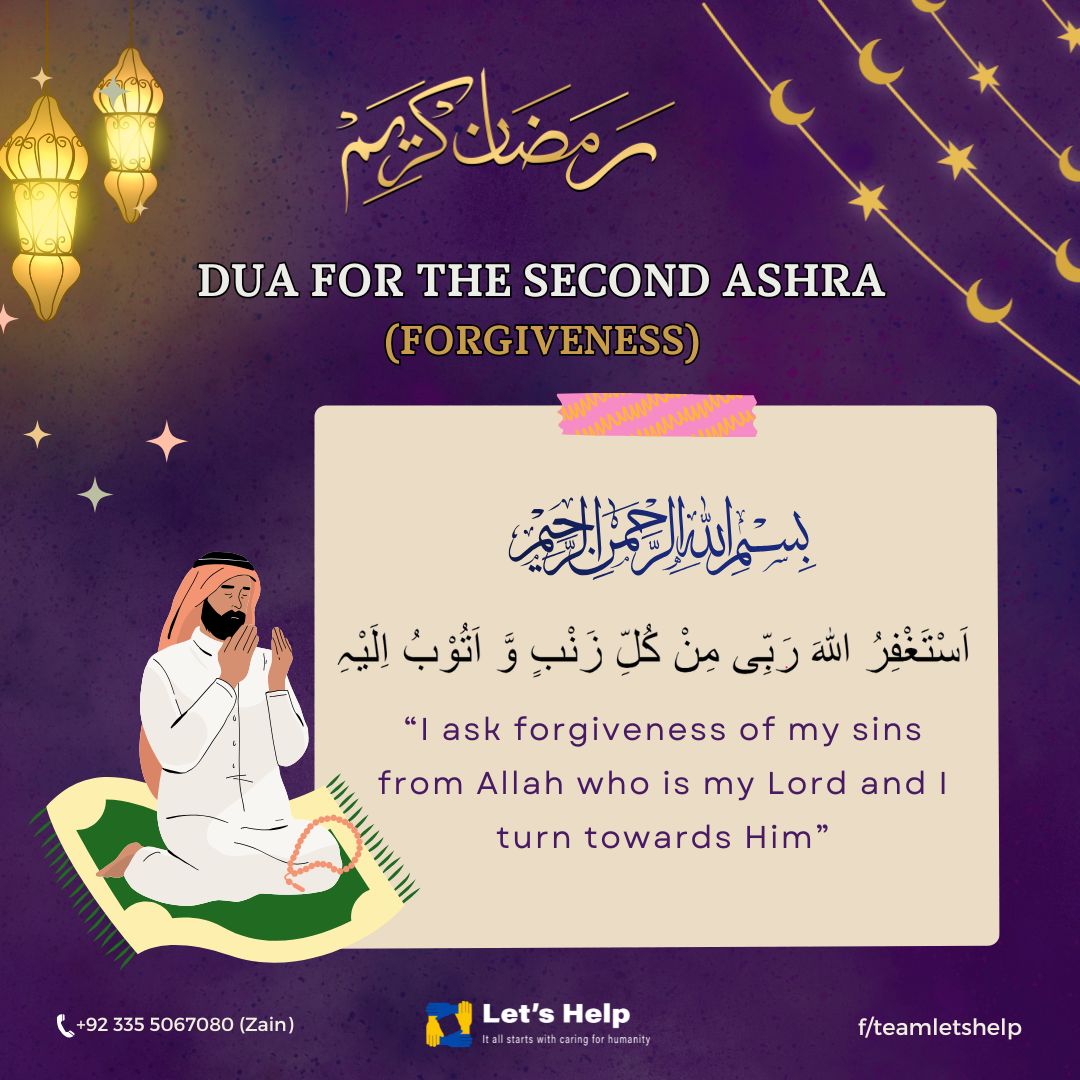 رمضان كريم
DUA FOR THE SECOND ASHRA
(FORGIVENESS)
بِسْمِ اللهِ الرَّحْمٰنِ الرَّحِيْمِ
اَسْتَغْفِرُ اللهَ رَبِّی مِنْ کُلِّ زَنْبٍ وَّ اَتُوْبُ اِلَیْہِ
“I ask forgiveness of my sins
from Allah who is my Lord and I
turn towards Him”
+92 335 5067080 (Zain)
Let's Help
It all starts with caring for humanity
f/teamletshelp